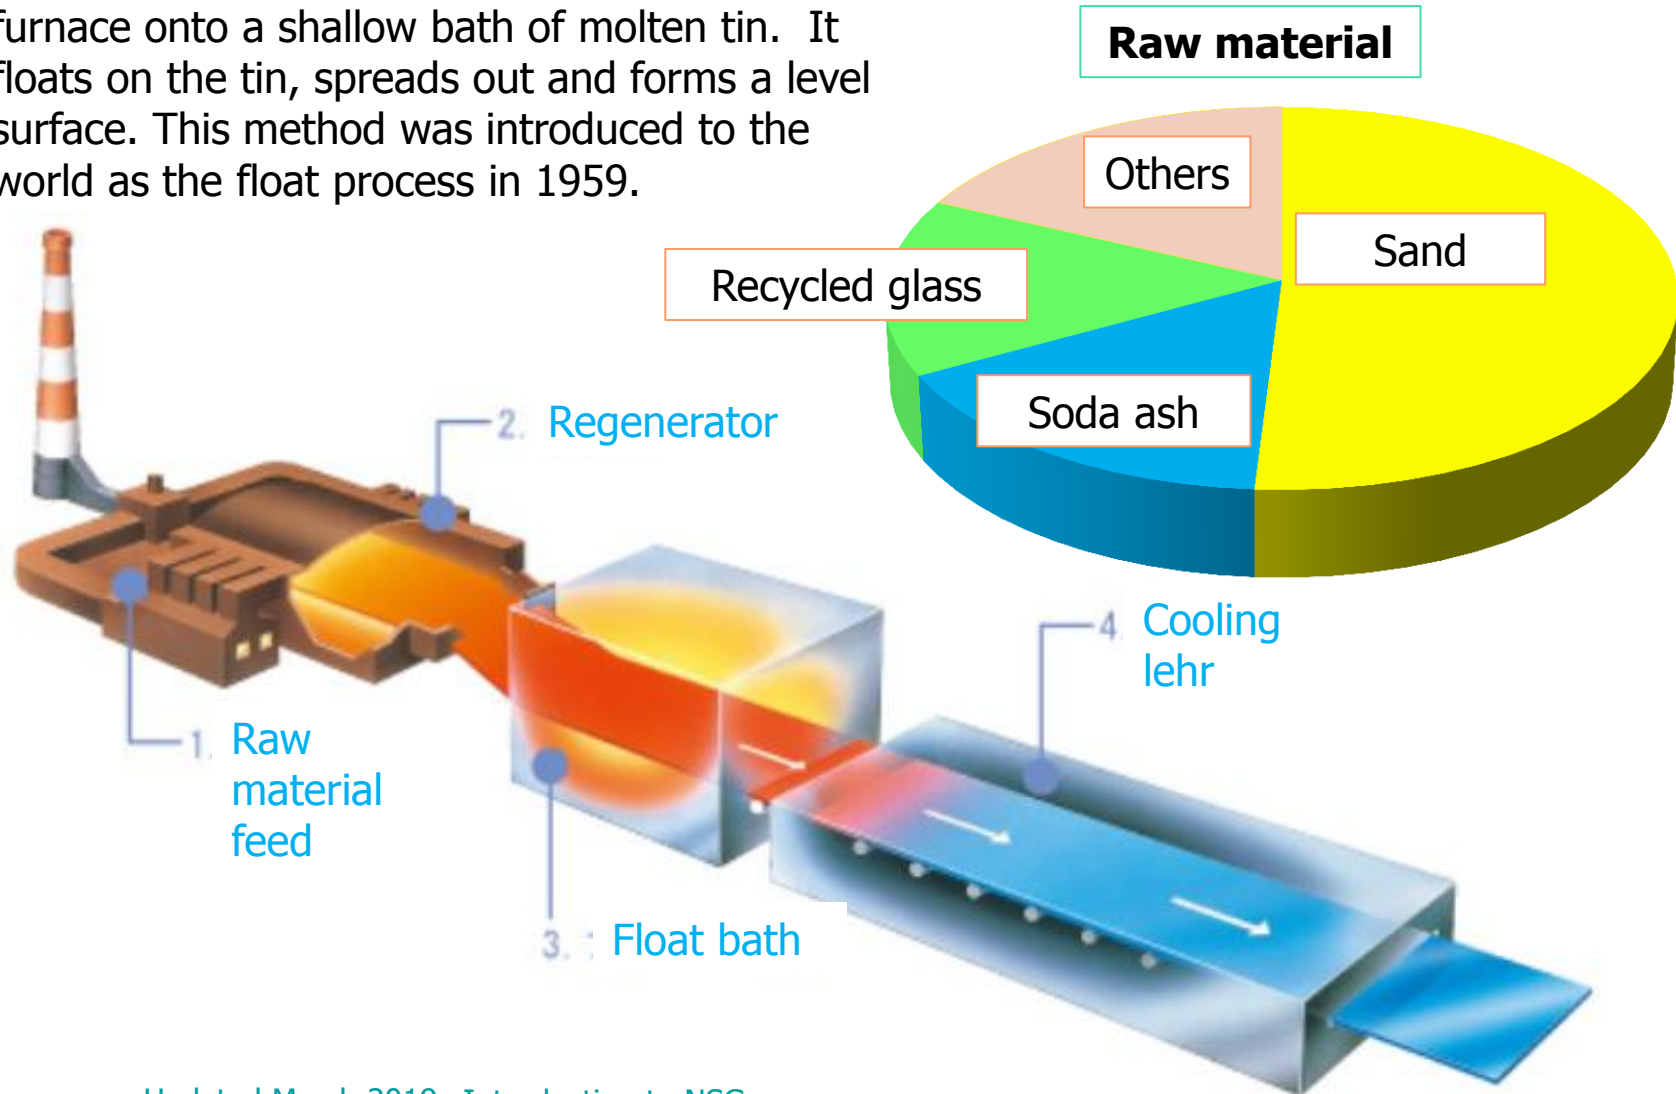 furnace onto a shallow bath of molten tin. It
floats on the tin, spreads out and forms a level
surface. This method was introduced to the
world as the float process in 1959.
Raw material
Others
Sand
Recycled glass
Soda ash
2. Regenerator
4. Cooling
lehr
1. Raw
material
feed
3. Float bath